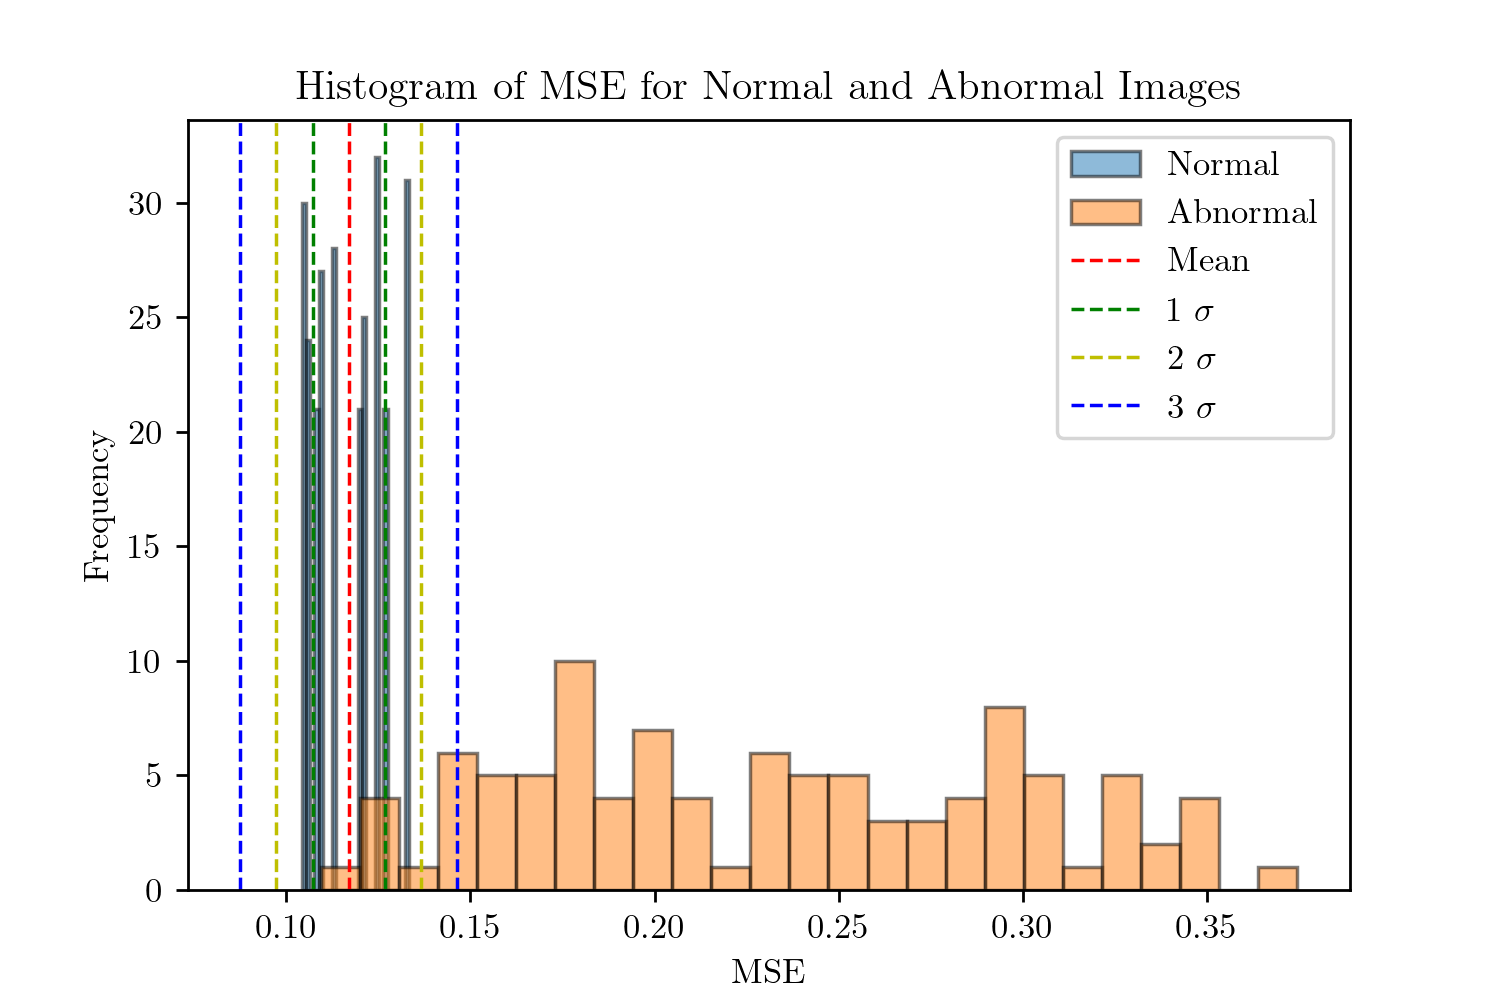 Histogram of MSE for Normal and Abnormal Images
Normal
Abnormal
Mean
1 σ
2 σ
3 σ
Frequency
30
25
20
15
10
5
0
0.10 0.15 0.20 0.25 0.30 0.35
MSE